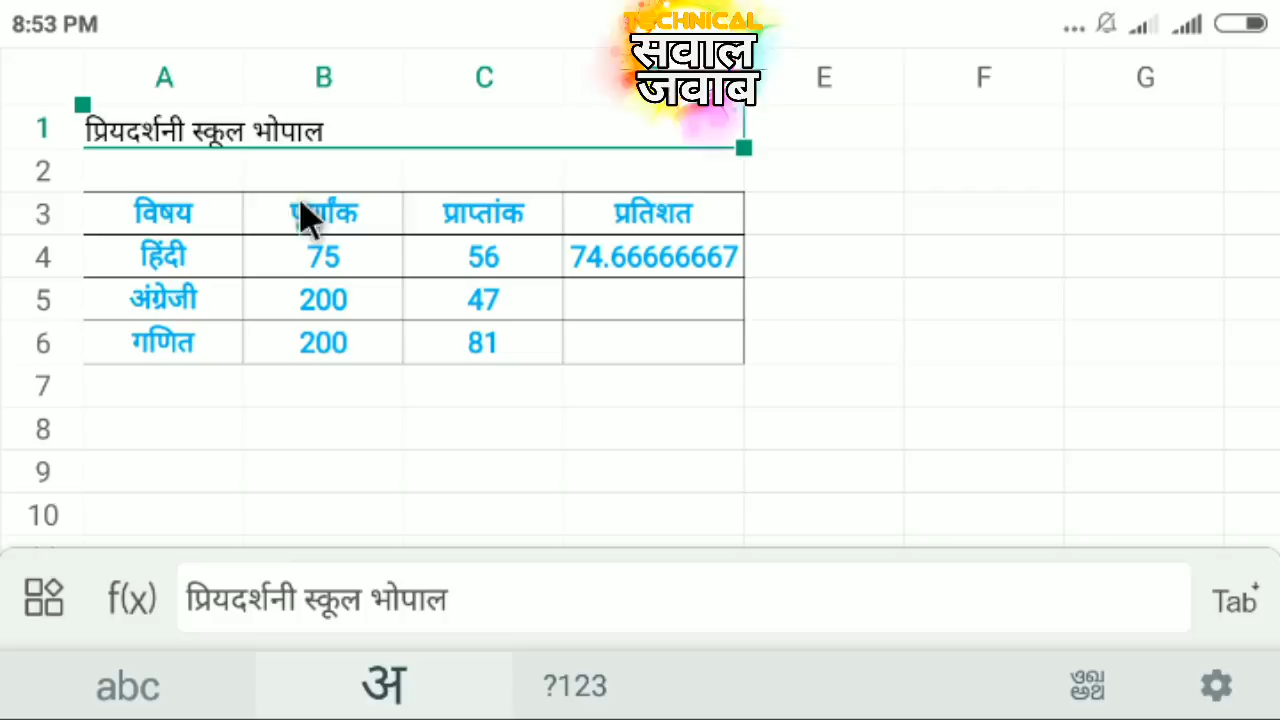 8:53 PM
TECHNICAL
सवाल
जवाब
A B C E F G
1 प्रियदर्शनी स्कूल भोपाल
2
3 विषय पूर्णांक प्राप्तांक प्रतिशत
4 हिंदी 75 56 74.66666667
5 अंग्रेजी 200 47
6 गणित 200 81
7
8
9
10
f(x) प्रियदर्शनी स्कूल भोपाल Tab
abc अ ?123